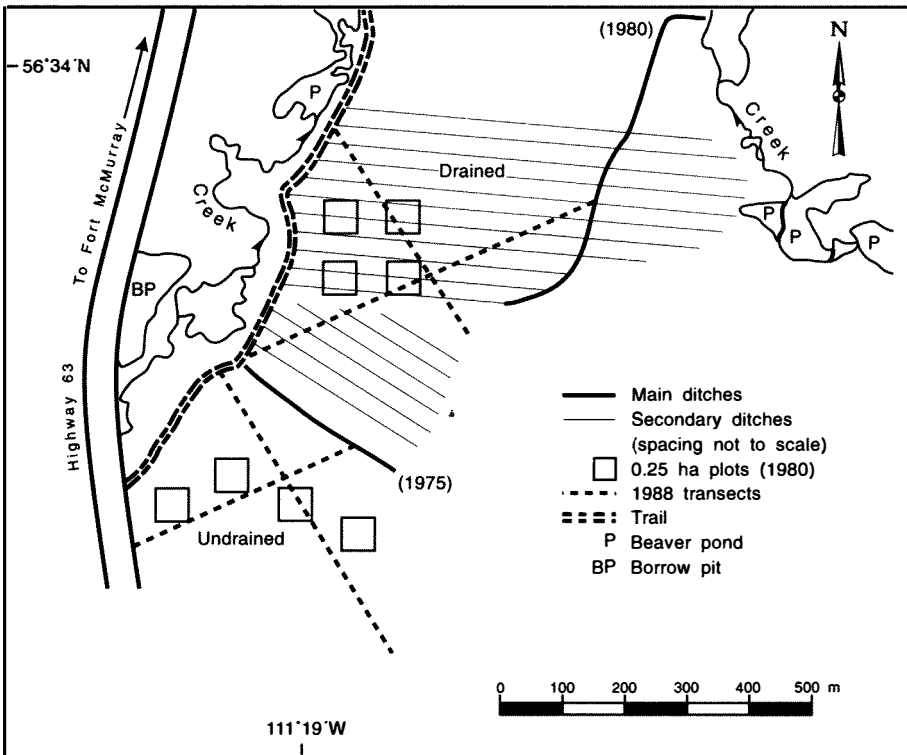 (1980)
N
56°34´N
To Fort McMurray
P
Creek
Creek
Drained
P
P
P
BP
Highway 63
Main ditches
Secondary ditches
(spacing not to scale)
0.25 ha plots (1980)
1988 transects
Trail
P Beaver pond
BP Borrow pit
(1975)
Undrained
0 100 200 300 400 500 m
111°19´W